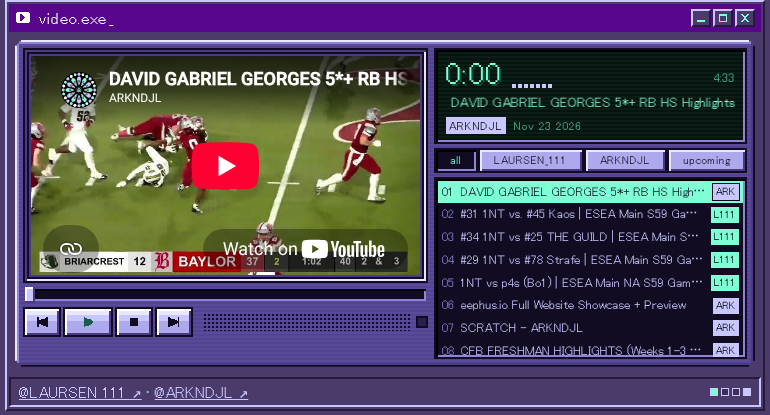 video.exe_
DAVID GABRIEL GEORGES 5*+ RB HS
ARKNDJL
52
Watch on YouTube
BRIARCREST 12 BAYLOR 37 2 1:02 40 2 & 3
0:00
4:33
DAVID GABRIEL GEORGES 5*+ RB HS Highlights
ARKNDJL Nov 23 2026
all LAURSEN_111 ARKNDJL upcoming
01 DAVID GABRIEL GEORGES 5*+ RB HS High··· ARK
02 #31 1NT vs. #45 Kaos | ESEA Main S59 Ga··· L111
03 #34 1NT vs #25 THE GUILD | ESEA Main S··· L111
04 #29 1NT vs #78 Strafe | ESEA Main S59 Ga··· L111
05 1NT vs p4s (Bo1) | ESEA Main NA S59 Gam··· L111
06 eephus.io Full Website Showcase + Preview ARK
07 SCRATCH - ARKNDJL ARK
08 CFB FRESHMAN HIGHLIGHTS (Weeks 1-3 ··· ARK
@LAURSEN_111 ↗ · @ARKNDJL ↗